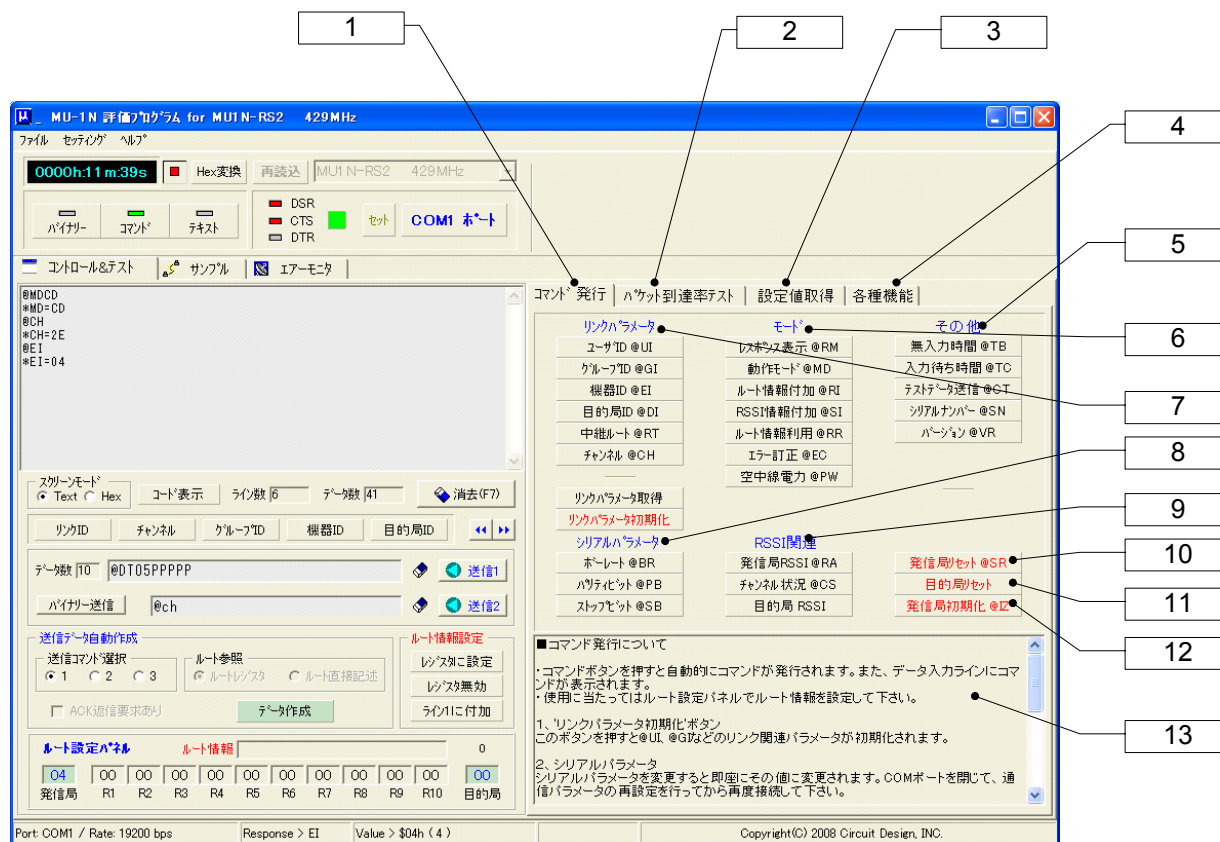 1
2
3
4
5
6
7
8
9
10
11
12
13
MU-1N 評価プログラム for MU1N-RS2 429MHz
ファイル セッティング ヘルプ
0000h:11m:39s
Hex変換
再読込
MU1N-RS2 429MHz
バイナリー
コマンド
テキスト
DSR
CTS
DTR
セット
COM1 ポート
コントロール&テスト
サンプル
エアーモニタ
@MDCD
*MD=CD
@CH
*CH=2E
@EI
*EI=04
スクリーンモード
Text
Hex
コード表示
ライン数 6
データ数 41
消去(F7)
リンクID
チャンネル
グループID
機器ID
目的局ID
データ数 10
@DT05PPPPP
送信1
バイナリー送信
@ch
送信2
送信データ自動作成
送信コマンド選択
1
2
3
ルート参照
ルートレジスタ
ルート直接記述
ACK返信要求あり
データ作成
ルート情報設定
レジスタに設定
レジスタ無効
ライン1に付加
ルート設定パネル
ルート情報
0
04 00 00 00 00 00 00 00 00 00 00 00
発信局 R1 R2 R3 R4 R5 R6 R7 R8 R9 R10 目的局
コマンド発行
パケット到達率テスト
設定値取得
各種機能
リンクパラメータ
ユーザID @UI
グループID @GI
機器ID @EI
目的局ID @DI
中継ルート @RT
チャンネル @CH
リンクパラメータ取得
リンクパラメータ初期化
シリアルパラメータ
ボーレート @BR
パリティビット @PB
ストップビット @SB
モード
レスポンス表示 @RM
動作モード @MD
ルート情報付加 @RI
RSSI情報付加 @SI
ルート情報利用 @RR
エラー訂正 @EC
空中線電力 @PW
RSSI関連
発信局RSSI @RA
チャンネル状況 @CS
目的局 RSSI
その他
無入力時間 @TB
入力待ち時間 @TC
テストデータ送信 @CT
シリアルナンバー @SN
バージョン @VR
発信局リセット @SR
目的局リセット
発信局初期化 @IZ
■コマンド発行について
・コマンドボタンを押すと自動的にコマンドが発行されます。また、データ入力ラインにコマ
ンドが表示されます。
・使用に当たってはルート設定パネルでルート情報を設定して下さい。
1、'リンクパラメータ初期化'ボタン
このボタンを押すと@UI、@GIなどのリンク関連パラメータが初期化されます。
2、シリアルパラメータ
シリアルパラメータを変更すると即座にその値に変更されます。COMポートを閉じて、通
信パラメータの再設定を行ってから再度接続して下さい。
Port: COM1 / Rate: 19200 bps
Response > EI
Value > $04h ( 4 )
Copyright(C) 2008 Circuit Design, INC.